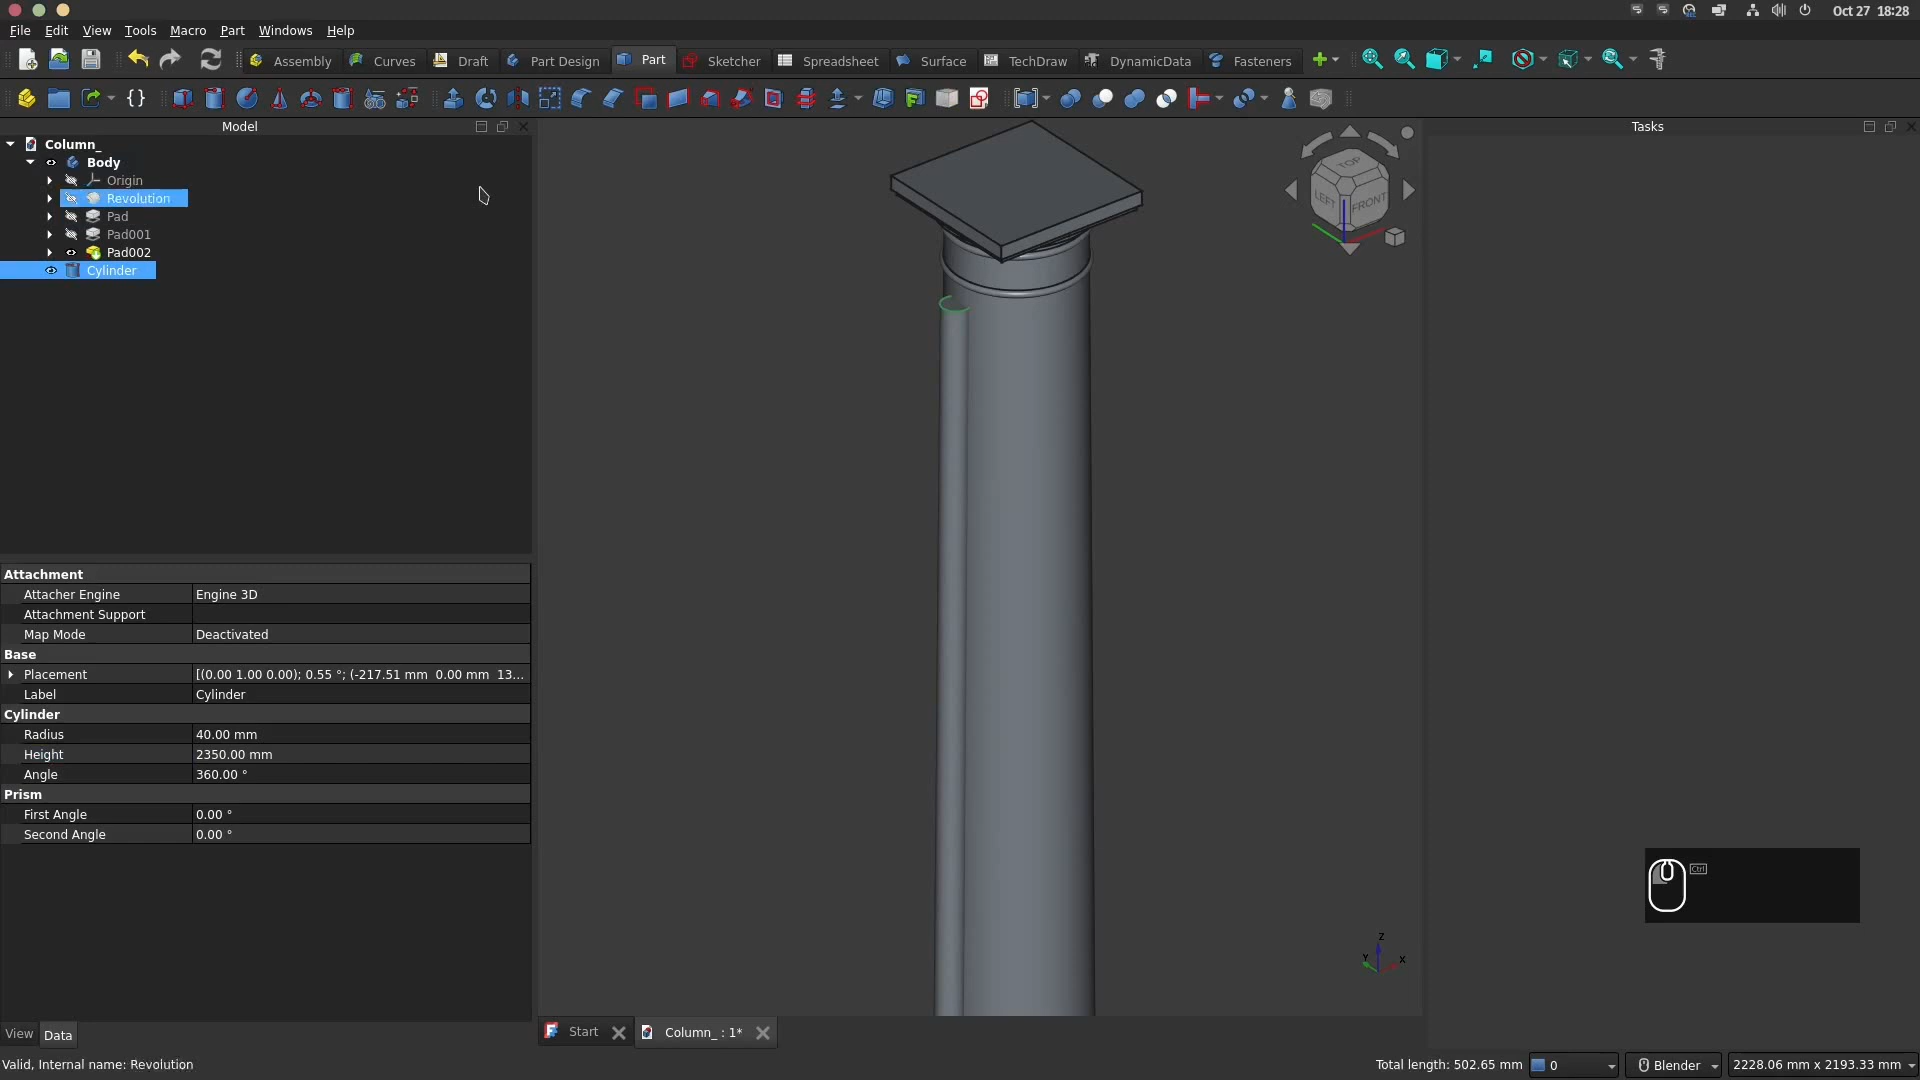 Oct 27 18:28
File Edit View Tools Macro Part Windows Help
Assembly Curves Draft Part Design Part Sketcher Spreadsheet Surface TechDraw DynamicData Fasteners
Model
Tasks
Column_
Body
Origin
Revolution
Pad
Pad001
Pad002
Cylinder
TOP
LEFT FRONT
Attachment
Attacher Engine Engine 3D
Attachment Support
Map Mode Deactivated
Base
Placement [(0.00 1.00 0.00); 0.55 °; (-217.51 mm 0.00 mm 13...
Label Cylinder
Cylinder
Radius 40.00 mm
Height 2350.00 mm
Angle 360.00 °
Prism
First Angle 0.00 °
Second Angle 0.00 °
Ctrl
Z
Y X
View Data
Start Column_ : 1*
Valid, Internal name: Revolution
Total length: 502.65 mm 0 Blender 2228.06 mm x 2193.33 mm